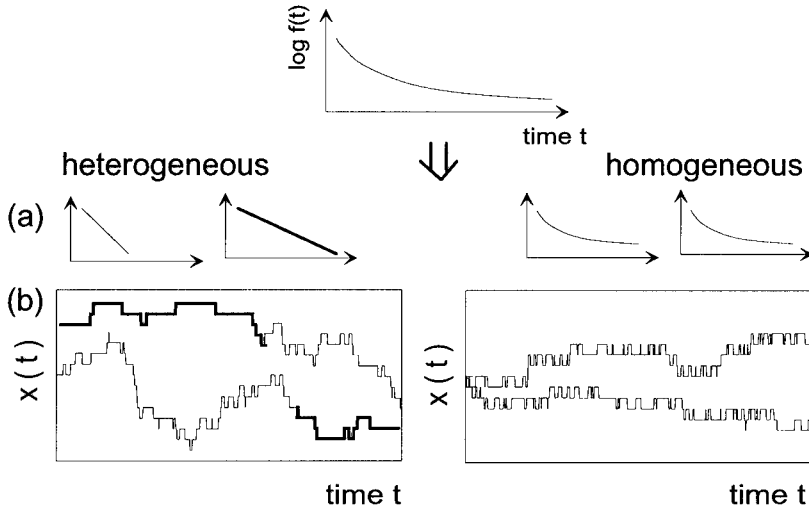 log f(t)
time t
heterogeneous
homogeneous
(a)
(b)
x(t)
x(t)
time t
time t